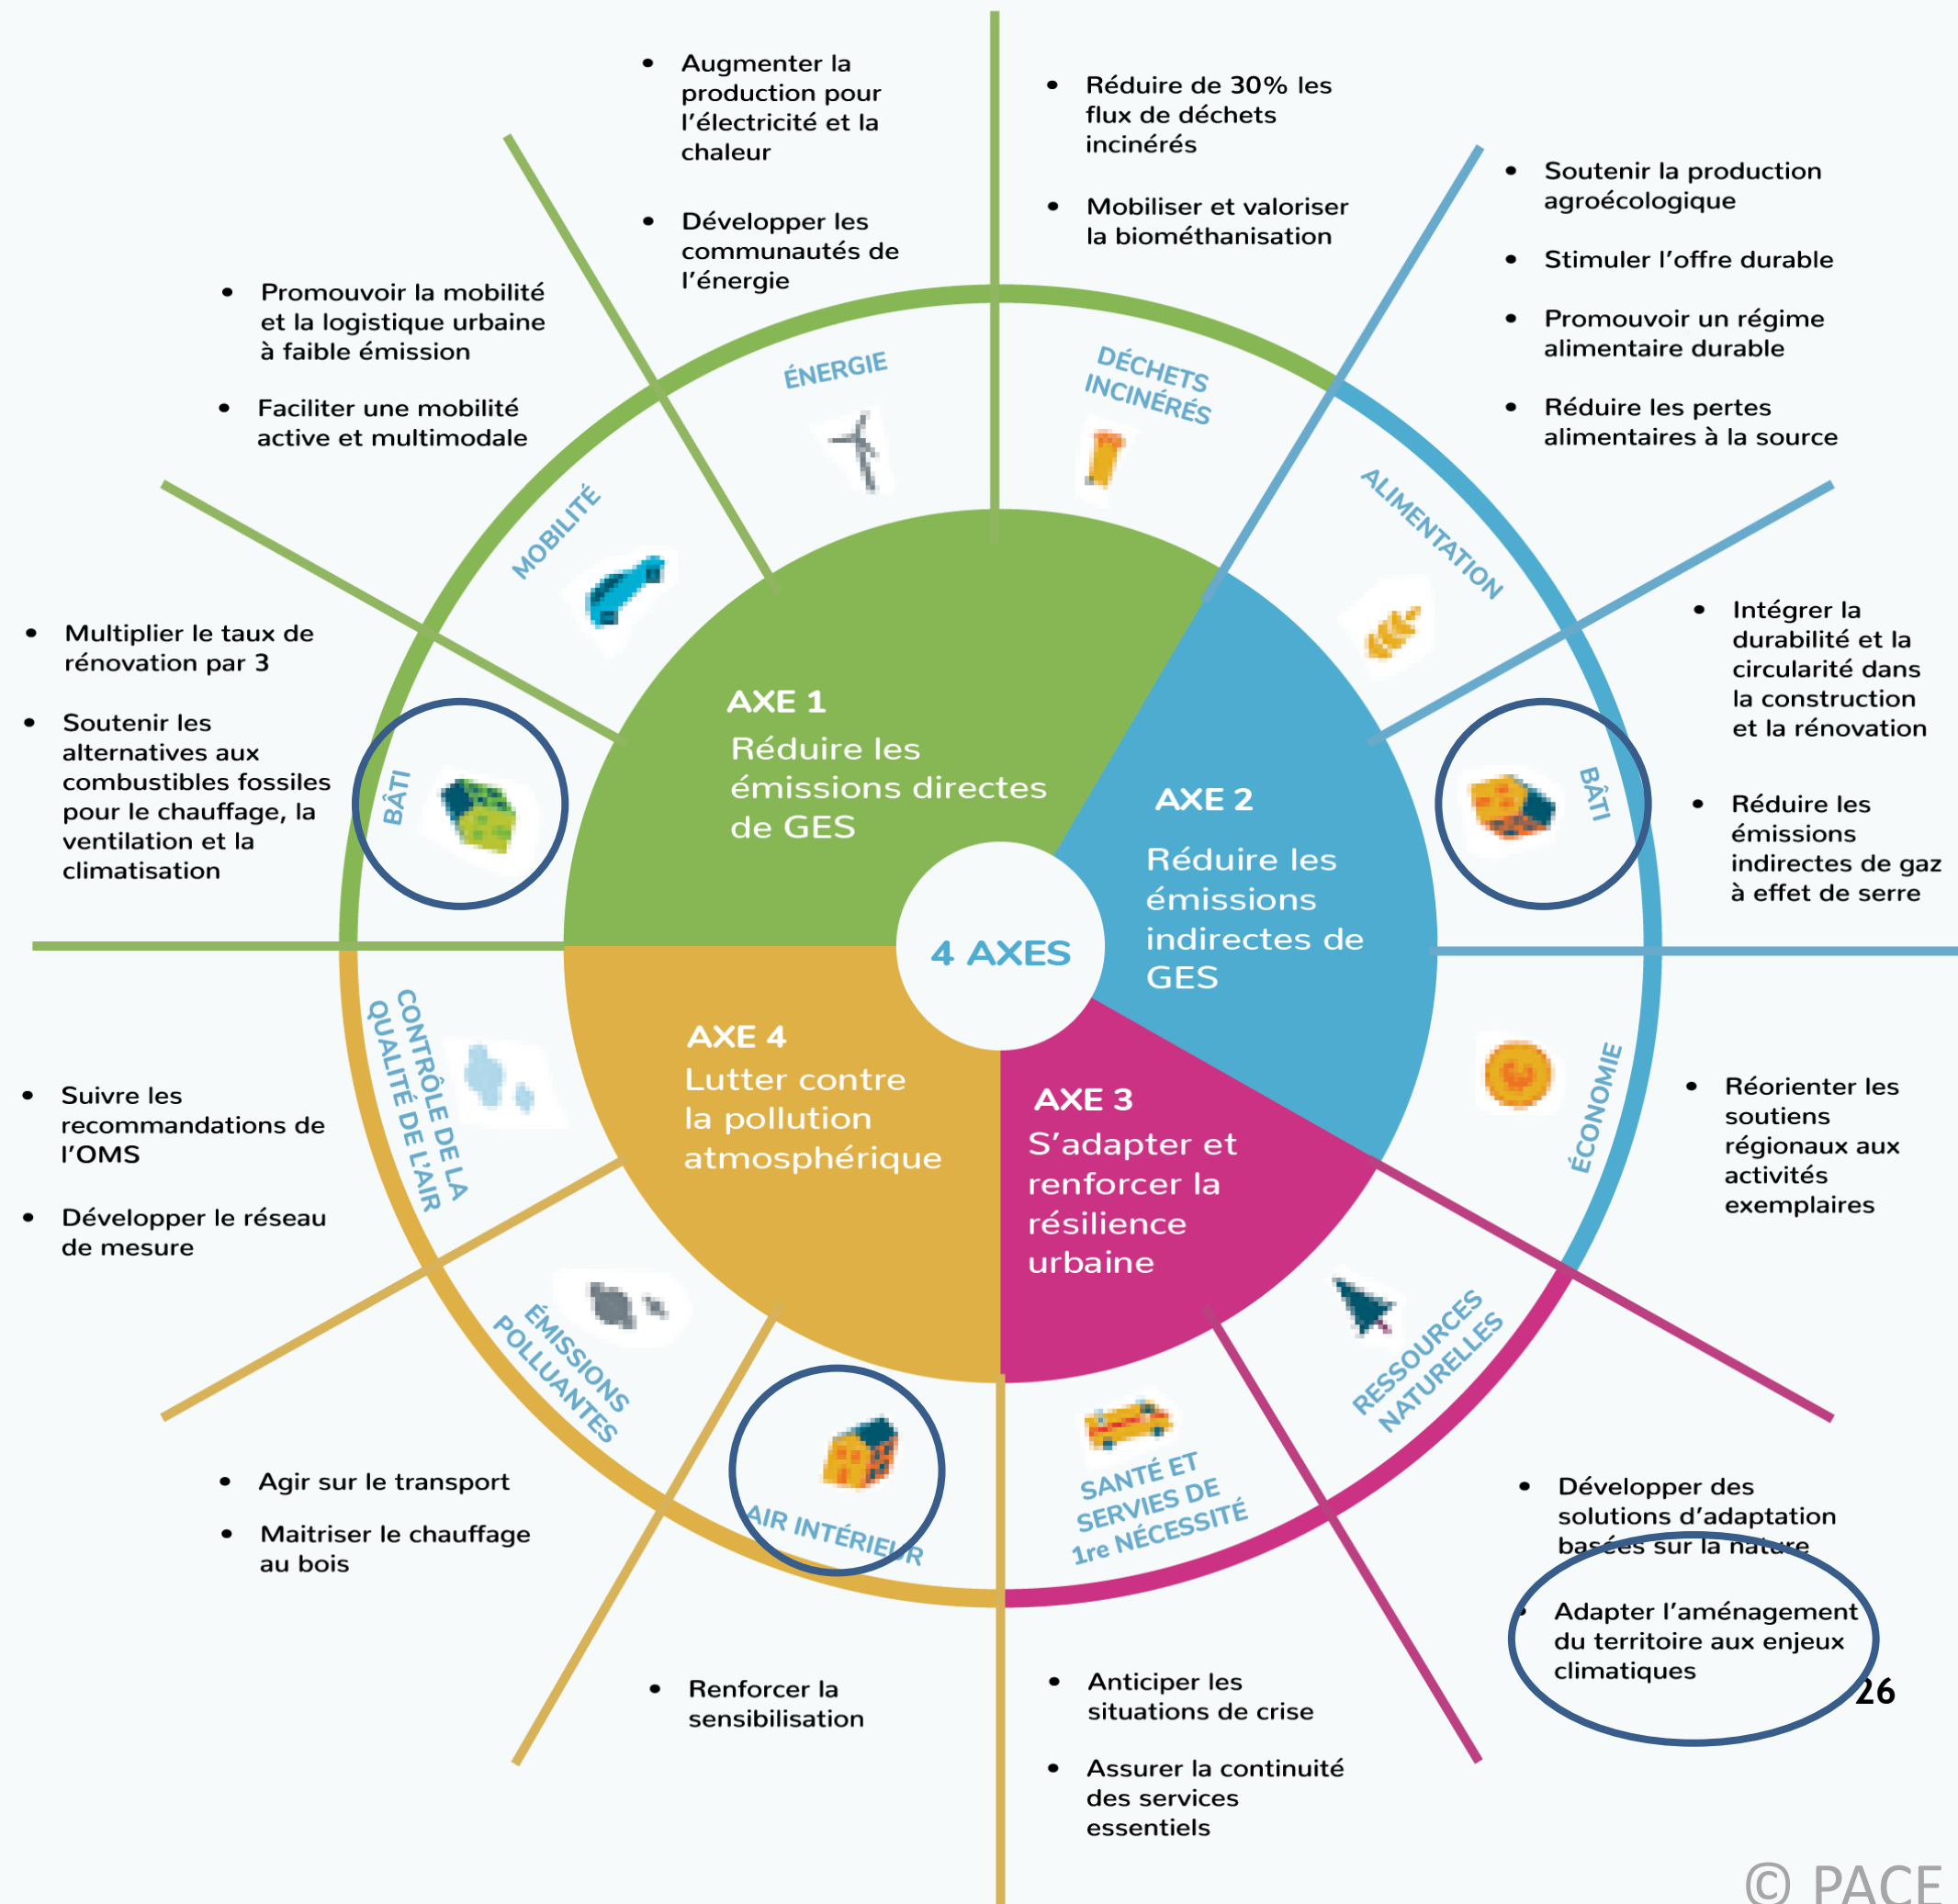 Augmenter la
production pour
l'électricité et la
chaleur
Développer les
communautés de
l'énergie
Réduire de 30% les
flux de déchets
incinérés
Mobiliser et valoriser
la biométhanisation
Soutenir la production
agroécologique
Stimuler l'offre durable
Promouvoir un régime
alimentaire durable
Réduire les pertes
alimentaires à la source
Promouvoir la mobilité
et la logistique urbaine
à faible émission
Faciliter une mobilité
active et multimodale
ÉNERGIE
DÉCHETS
INCINÉRÉS
MOBILITÉ
ALIMENTATION
Multiplier le taux de
rénovation par 3
Soutenir les
alternatives aux
combustibles fossiles
pour le chauffage, la
ventilation et la
climatisation
BÂTI
AXE 1
Réduire les
émissions directes
de GES
AXE 2
Réduire les
émissions
indirectes de
GES
BÂTI
Intégrer la
durabilité et la
circularité dans
la construction
et la rénovation
Réduire les
émissions
indirectes de gaz
à effet de serre
4 AXES
CONTRÔLE DE LA
QUALITÉ DE L'AIR
Suivre les
recommandations de
l'OMS
Développer le réseau
de mesure
AXE 4
Lutter contre
la pollution
atmosphérique
AXE 3
S'adapter et
renforcer la
résilience
urbaine
ÉCONOMIE
Réorienter les
soutiens
régionaux aux
activités
exemplaires
ÉMISSIONS
POLLUANTES
AIR INTÉRIEUR
SANTÉ ET
SERVIES DE
1re NÉCESSITÉ
RESSOURCES
NATURELLES
Agir sur le transport
Maitriser le chauffage
au bois
Renforcer la
sensibilisation
Anticiper les
situations de crise
Assurer la continuité
des services
essentiels
Développer des
solutions d'adaptation
basées sur la nature
Adapter l'aménagement
du territoire aux enjeux
climatiques
26
© PACE